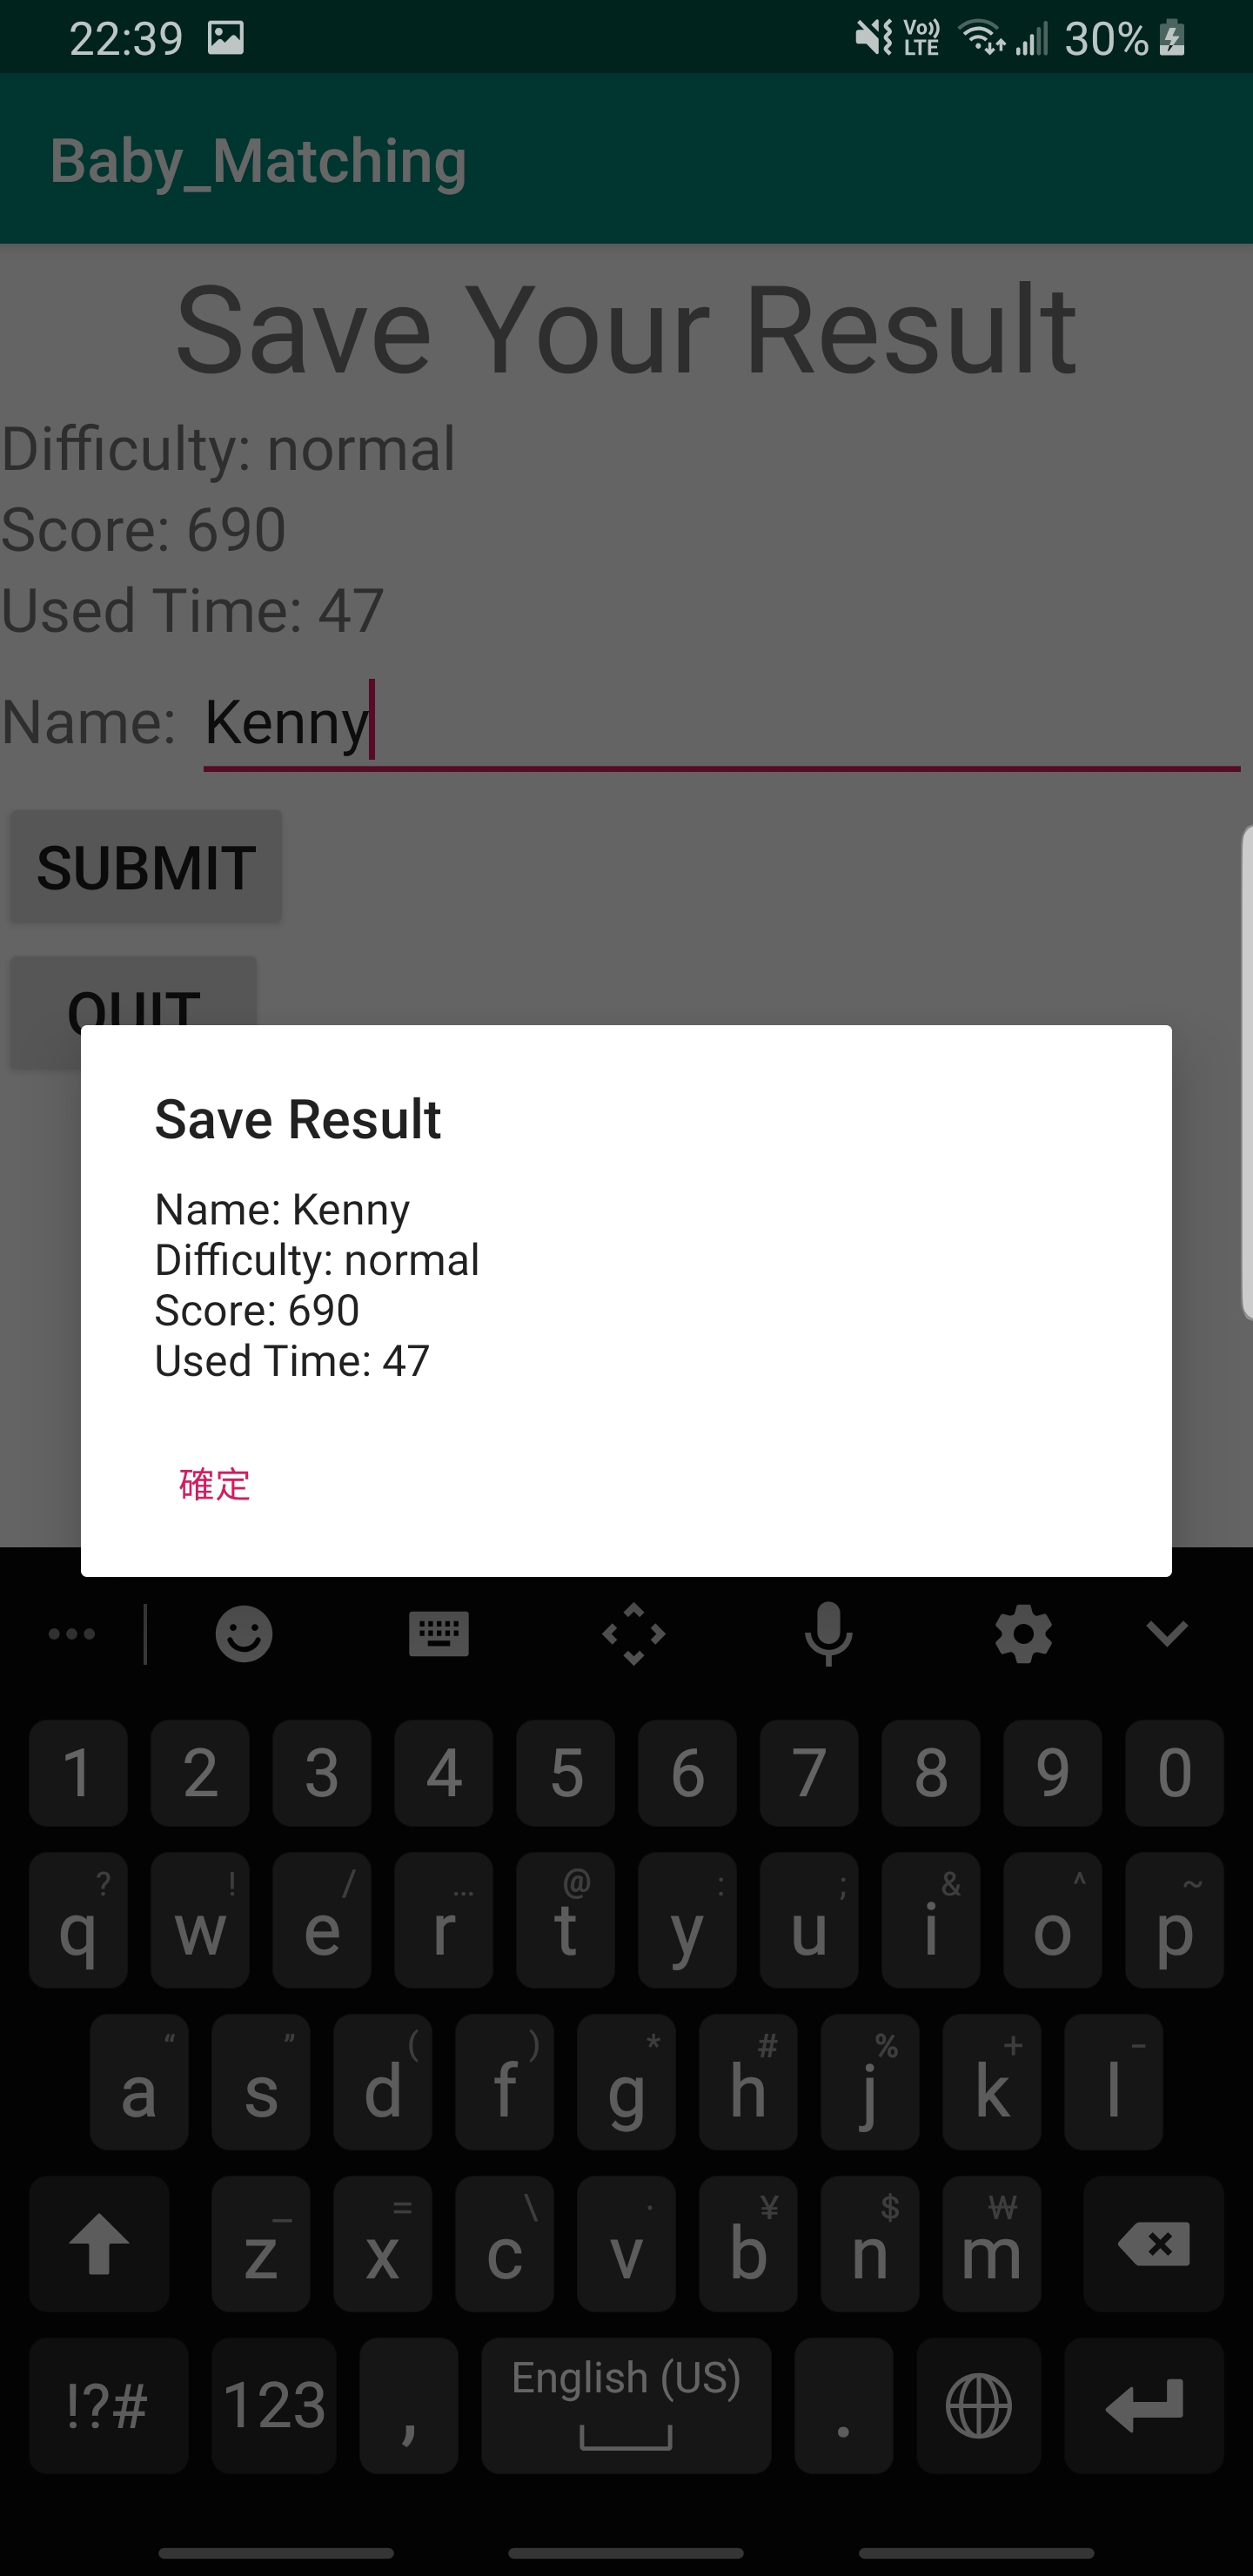 22:39 Vo)) LTE 30%
Baby_Matching
Save Your Result
Difficulty: normal
Score: 690
Used Time: 47
Name: Kenny
SUBMIT
QUIT
Save Result
Name: Kenny
Difficulty: normal
Score: 690
Used Time: 47
確定
1 2 3 4 5 6 7 8 9 0
? ! / … @ : ; & ^ ~
q w e r t y u i o p
“ ” ( ) * # % + -
a s d f g h j k l
_ = \ · ¥ $ ₩
z x c v b n m
!?# 123 , English (US) .